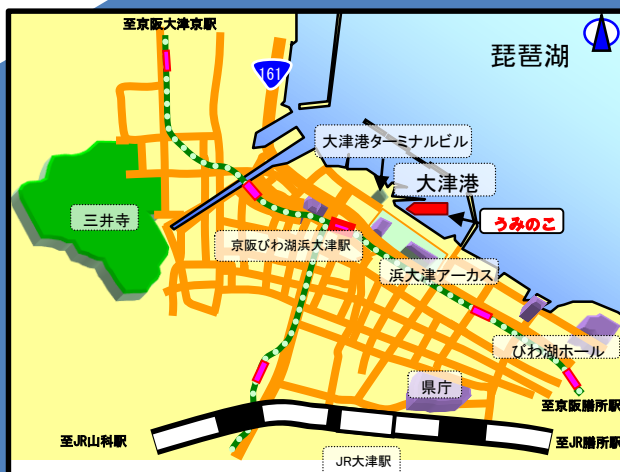 至京阪大津京駅
161
琵琶湖
大津港ターミナルビル
大津港
うみのこ
三井寺
京阪びわ湖浜大津駅
浜大津アーカス
びわ湖ホール
県庁
至京阪膳所駅
至JR山科駅
至JR膳所駅
JR大津駅